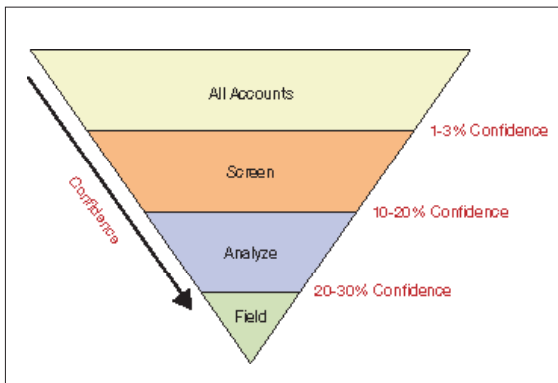 All Accounts
1-3% Confidence
Screen
Confidence
10-20% Confidence
Analyze
20-30% Confidence
Field